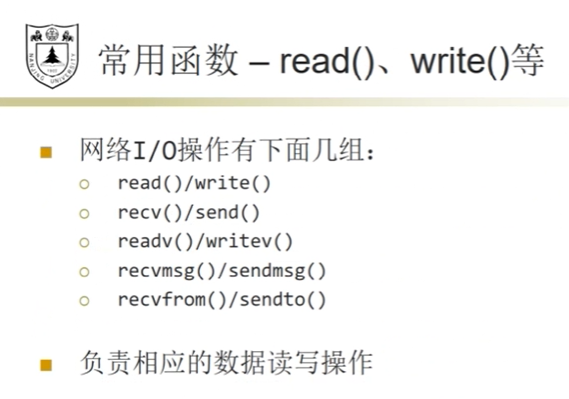 NANJING UNIVERSITY
常用函数 – read()、write()等
网络I/O操作有下面几组：
read()/write()
recv()/send()
readv()/writev()
recvmsg()/sendmsg()
recvfrom()/sendto()
负责相应的数据读写操作